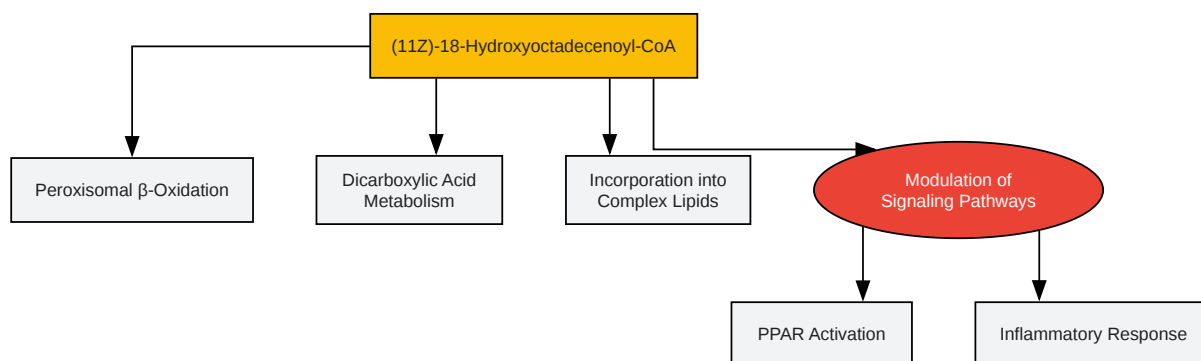 (11Z)-18-Hydroxyoctadecenoyl-CoA
Peroxisomal β-Oxidation
Dicarboxylic Acid
Metabolism
Incorporation into
Complex Lipids
Modulation of
Signaling Pathways
PPAR Activation
Inflammatory Response